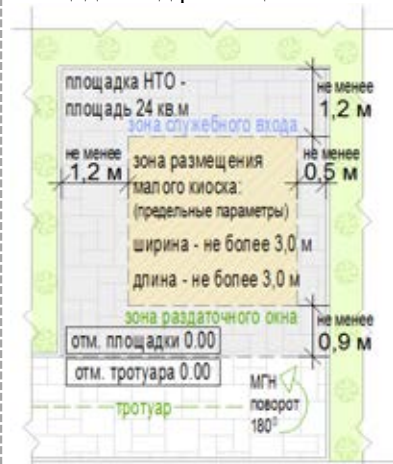 площадка НТО -
площадь 24 кв.м
не менее
1,2 м
зона служебного входа
не менее
1,2 м
не менее
0,5 м
зона размещения
малого киоска:
(предельные параметры)
ширина - не более 3,0 м
длина - не более 3,0 м
зона раздаточного окна
не менее
0,9 м
отм. площадки 0.00
отм. тротуара 0.00
тротуар
МГН
поворот
180⁰